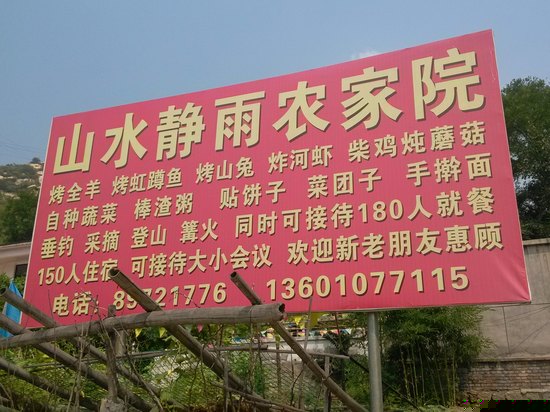 山水静雨农家院
烤全羊 烤虹蹲鱼 烤山兔 炸河虾 柴鸡炖蘑菇
自种蔬菜 棒渣粥 贴饼子 菜团子 手擀面
垂钓 采摘 登山 篝火 同时可接待180人就餐
150人住宿 可接待大小会议 欢迎新老朋友惠顾
电话:89721776 13601077115